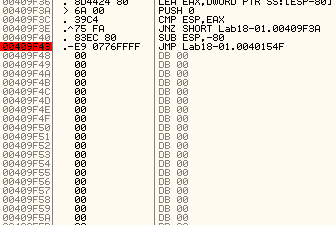 00409F36 . 8D4424 80 LEA EAX,DWORD PTR SS:[ESP-80]
00409F3A > 6A 00 PUSH 0
00409F3C . 39C4 CMP ESP,EAX
00409F3E .^75 FA JNZ SHORT Lab18-01.00409F3A
00409F40 . 83EC 80 SUB ESP,-80
00409F43 .-E9 0776FFFF JMP Lab18-01.0040154F
00409F48 00 DB 00
00409F49 00 DB 00
00409F4A 00 DB 00
00409F4B 00 DB 00
00409F4C 00 DB 00
00409F4D 00 DB 00
00409F4E 00 DB 00
00409F4F 00 DB 00
00409F50 00 DB 00
00409F51 00 DB 00
00409F52 00 DB 00
00409F53 00 DB 00
00409F54 00 DB 00
00409F55 00 DB 00
00409F56 00 DB 00
00409F57 00 DB 00
00409F58 00 DB 00
00409F59 00 DB 00
00409F5A 00 DB 00